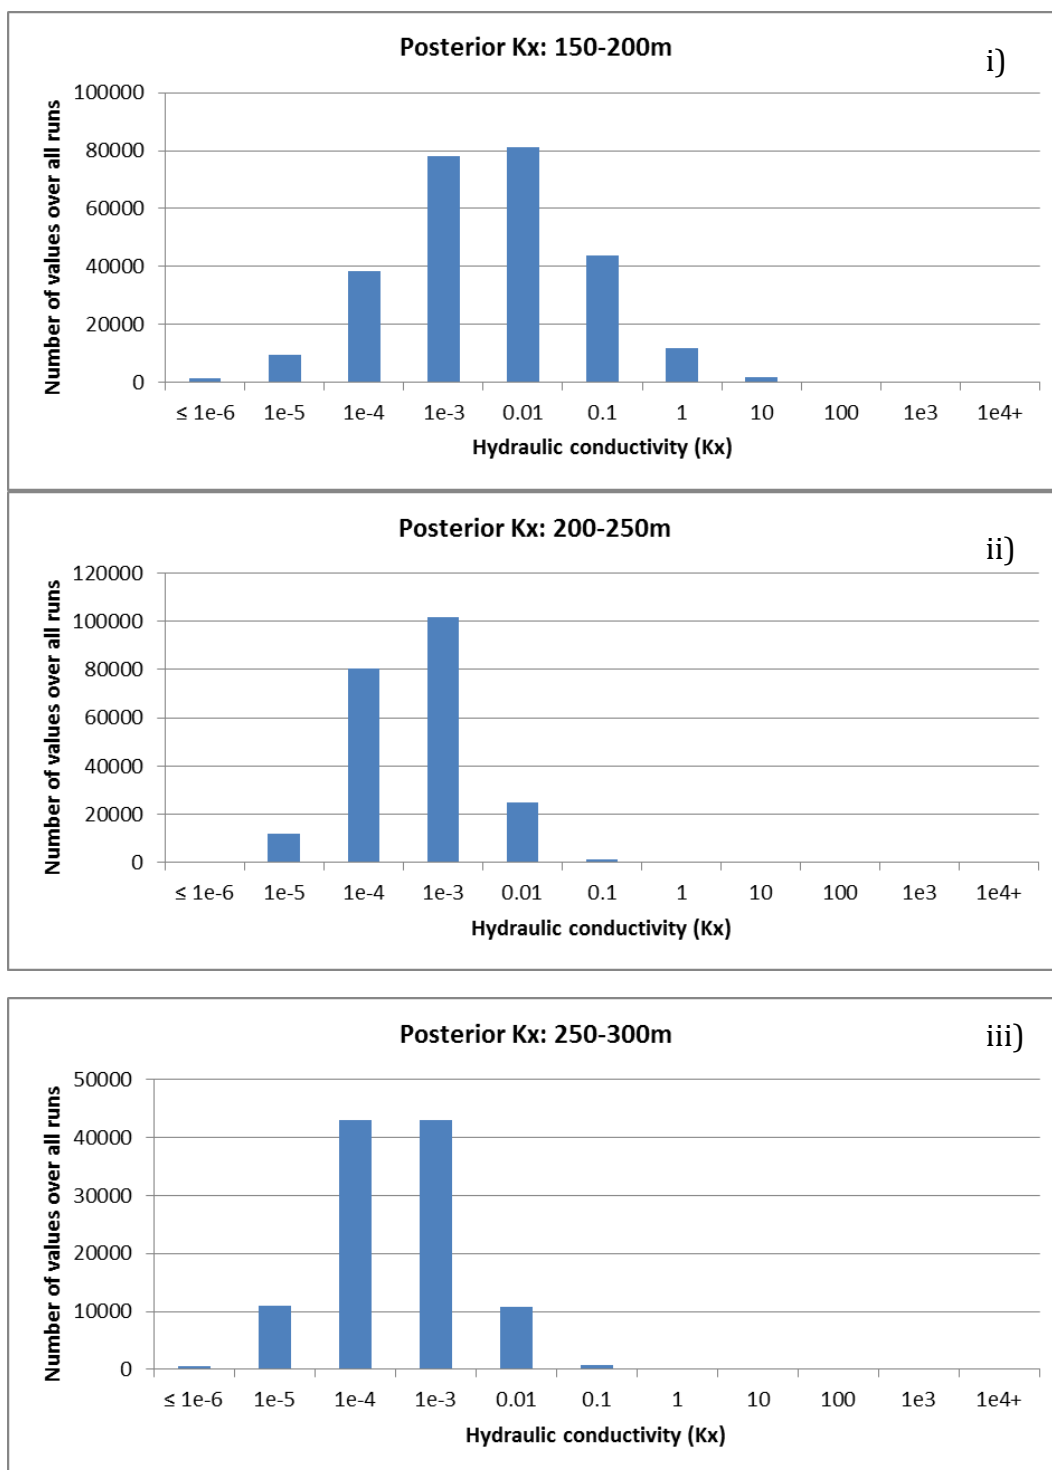 Posterior Kx: 150-200m
i)
Number of values over all runs
100000
80000
60000
40000
20000
0
≤ 1e-6 1e-5 1e-4 1e-3 0.01 0.1 1 10 100 1e3 1e4+
Hydraulic conductivity (Kx)
Posterior Kx: 200-250m
ii)
Number of values over all runs
120000
100000
80000
60000
40000
20000
0
≤ 1e-6 1e-5 1e-4 1e-3 0.01 0.1 1 10 100 1e3 1e4+
Hydraulic conductivity (Kx)
Posterior Kx: 250-300m
iii)
Number of values over all runs
50000
40000
30000
20000
10000
0
≤ 1e-6 1e-5 1e-4 1e-3 0.01 0.1 1 10 100 1e3 1e4+
Hydraulic conductivity (Kx)